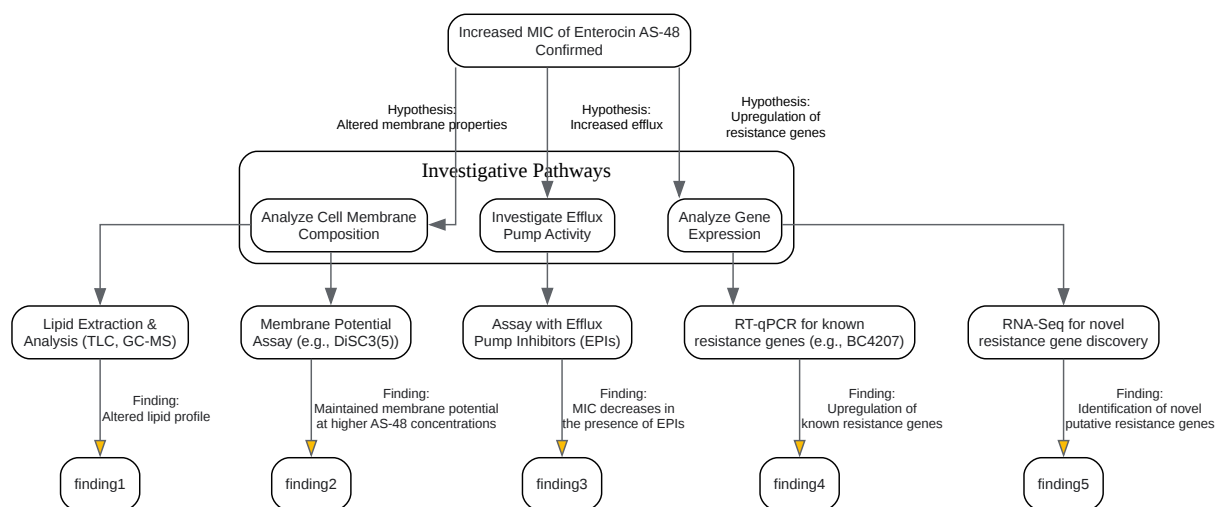 Increased MIC of Enterocin AS-48
Confirmed
Hypothesis:
Altered membrane properties
Hypothesis:
Increased efflux
Hypothesis:
Upregulation of
resistance genes
Investigative Pathways
Analyze Cell Membrane
Composition
Investigate Efflux
Pump Activity
Analyze Gene
Expression
Lipid Extraction &
Analysis (TLC, GC-MS)
Membrane Potential
Assay (e.g., DiSC3(5))
Assay with Efflux
Pump Inhibitors (EPIs)
RT-qPCR for known
resistance genes (e.g., BC4207)
RNA-Seq for novel
resistance gene discovery
Finding:
Altered lipid profile
Finding:
Maintained membrane potential
at higher AS-48 concentrations
Finding:
MIC decreases in
the presence of EPIs
Finding:
Upregulation of
known resistance genes
Finding:
Identification of novel
putative resistance genes
finding1
finding2
finding3
finding4
finding5